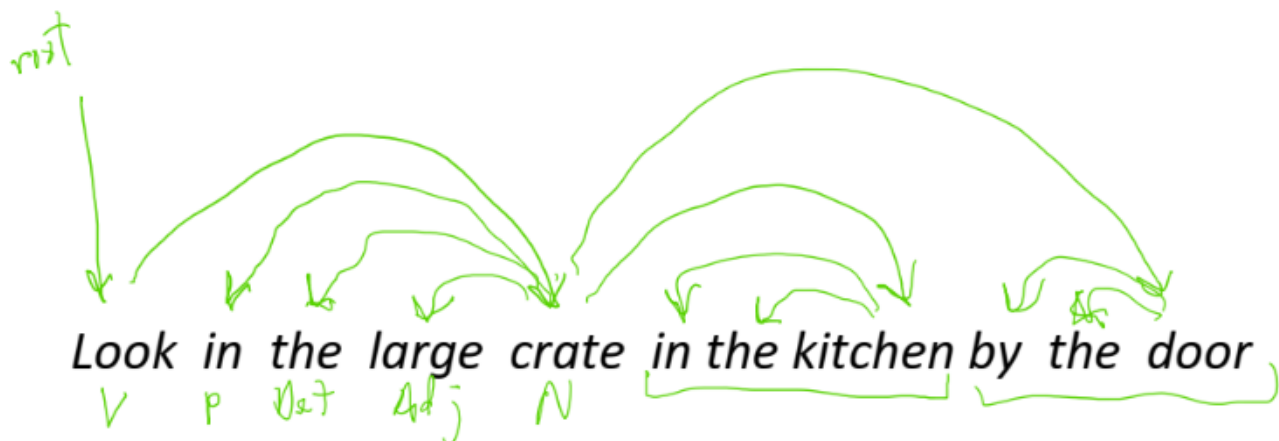 root
Look in the large crate in the kitchen by the door
V P Det Adj N